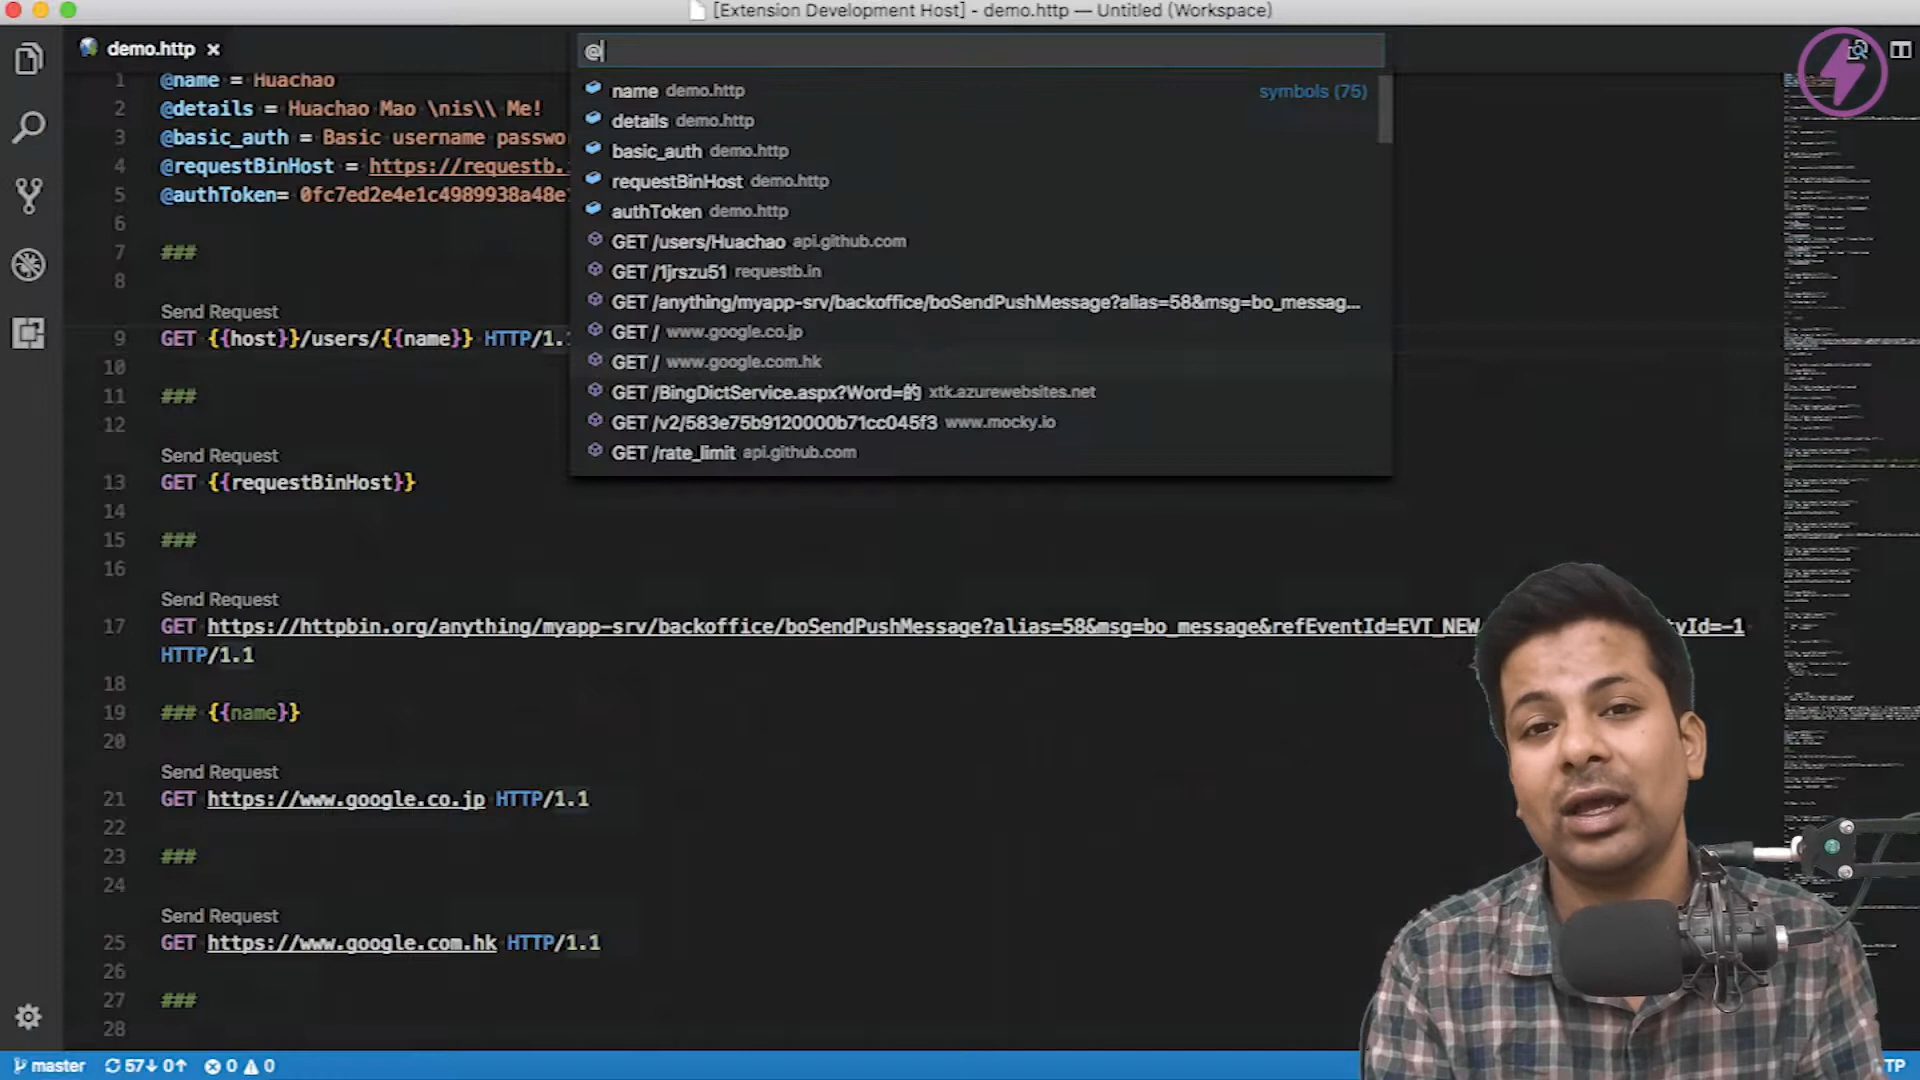 [Extension Development Host] - demo.http — Untitled (Workspace)
demo.http
@
1 @name = Huachao
2 @details = Huachao Mao \nis\\ Me!
3 @basic_auth = Basic username passwo
4 @requestBinHost = https://requestb.
5 @authToken= 0fc7ed2e4e1c4989938a48e
6
7 ###
8
Send Request
9 GET {{host}}/users/{{name}} HTTP/1.
10
11 ###
12
Send Request
13 GET {{requestBinHost}}
14
15 ###
16
Send Request
17 GET https://httpbin.org/anything/myapp-srv/backoffice/boSendPushMessage?alias=58&msg=bo_message&refEventId=EVT_NEW yId=-1
HTTP/1.1
18
19 ### {{name}}
20
Send Request
21 GET https://www.google.co.jp HTTP/1.1
22
23 ###
24
Send Request
25 GET https://www.google.com.hk HTTP/1.1
26
27 ###
28
name demo.http symbols (75)
details demo.http
basic_auth demo.http
requestBinHost demo.http
authToken demo.http
GET /users/Huachao api.github.com
GET /1jrszu51 requestb.in
GET /anything/myapp-srv/backoffice/boSendPushMessage?alias=58&msg=bo_messag...
GET / www.google.co.jp
GET / www.google.com.hk
GET /BingDictService.aspx?Word=的 xtk.azurewebsites.net
GET /v2/583e75b9120000b71cc045f3 www.mocky.io
GET /rate_limit api.github.com
master 57↓ 0↑ 0 0 TP